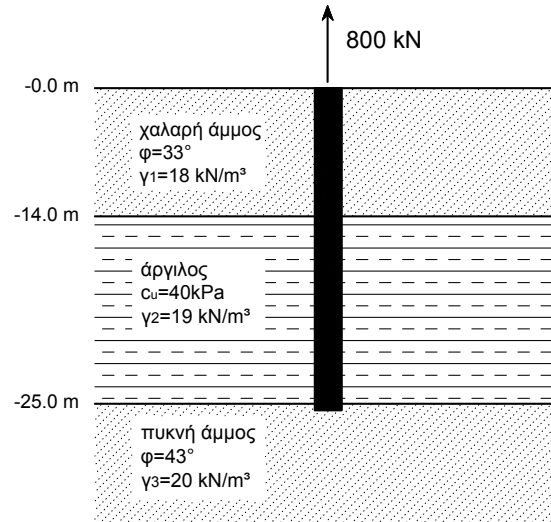 800 kN
-0.0 m
χαλαρή άμμος
φ=33°
γ1=18 kN/m³
-14.0 m
άργιλος
cu=40kPa
γ2=19 kN/m³
-25.0 m
πυκνή άμμος
φ=43°
γ3=20 kN/m³